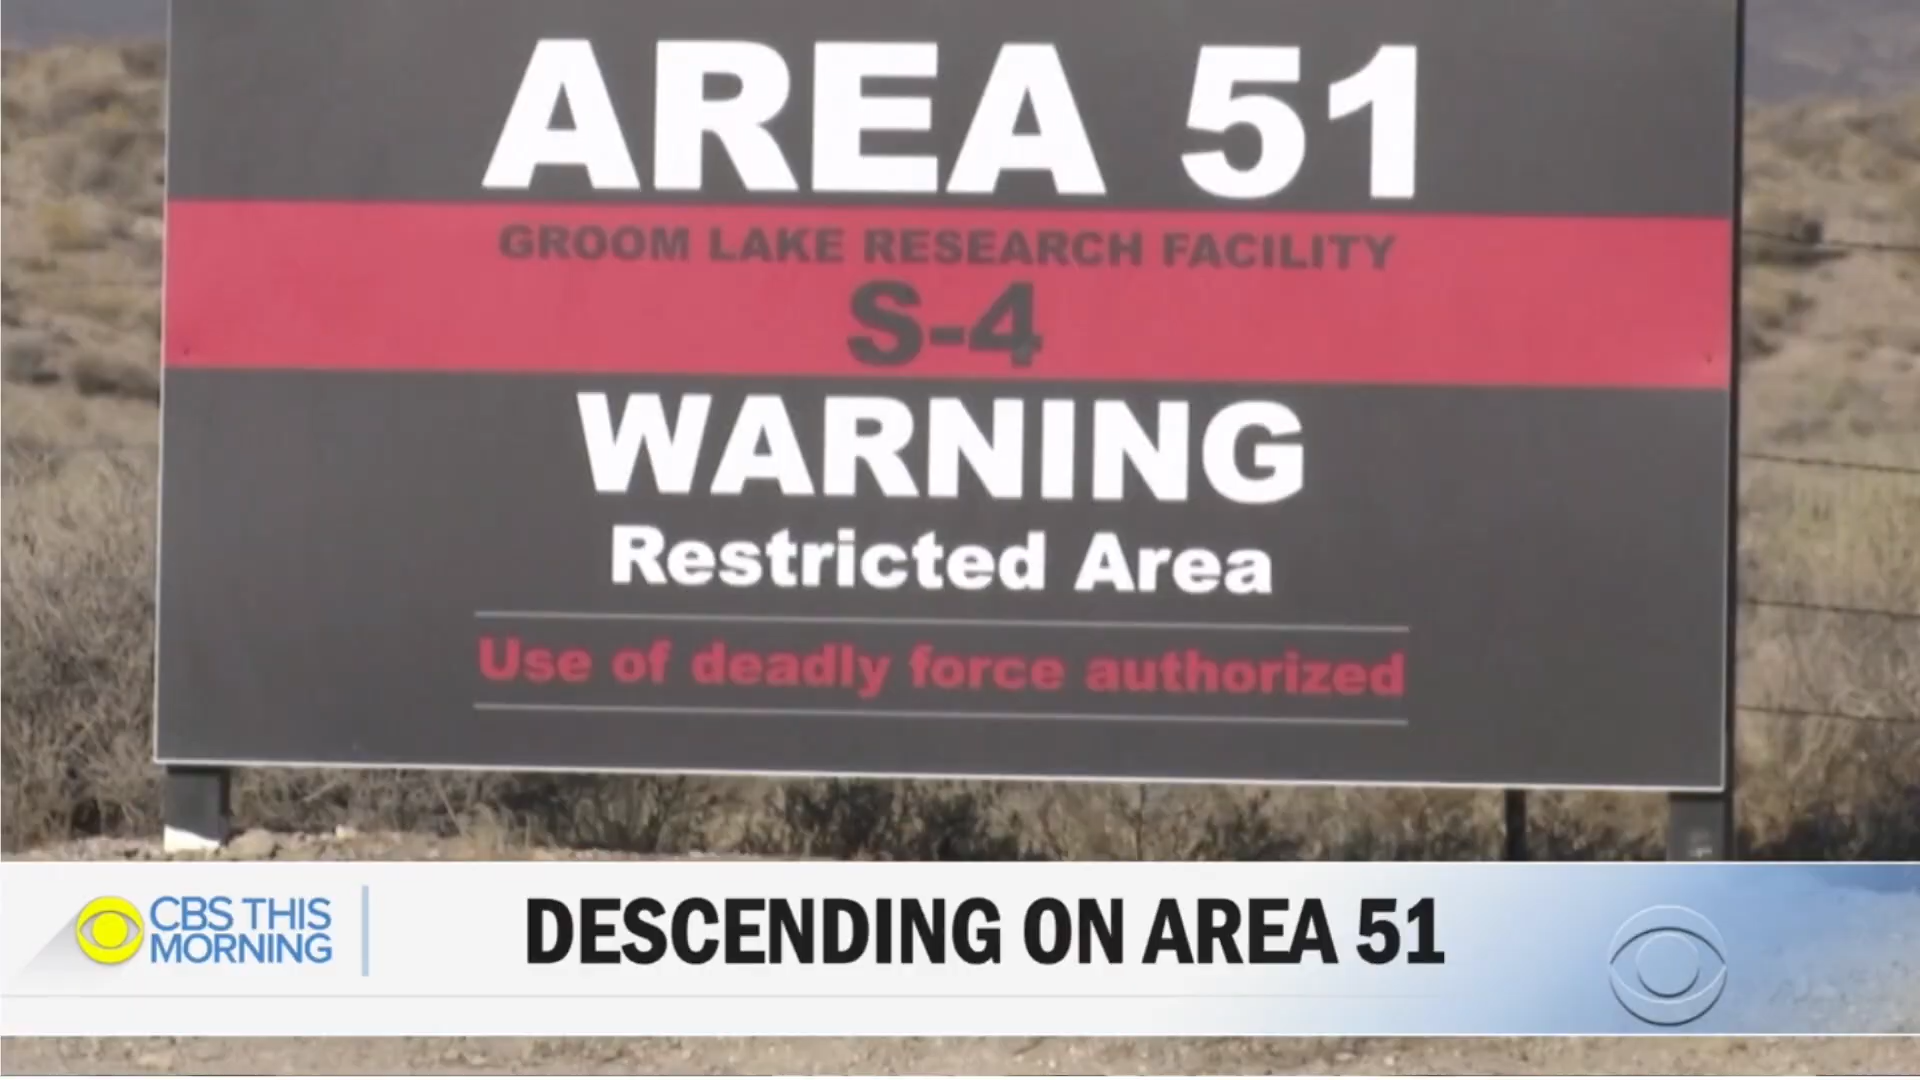 AREA 51
GROOM LAKE RESEARCH FACILITY
S-4
WARNING
Restricted Area
Use of deadly force authorized
CBS THIS
MORNING
DESCENDING ON AREA 51